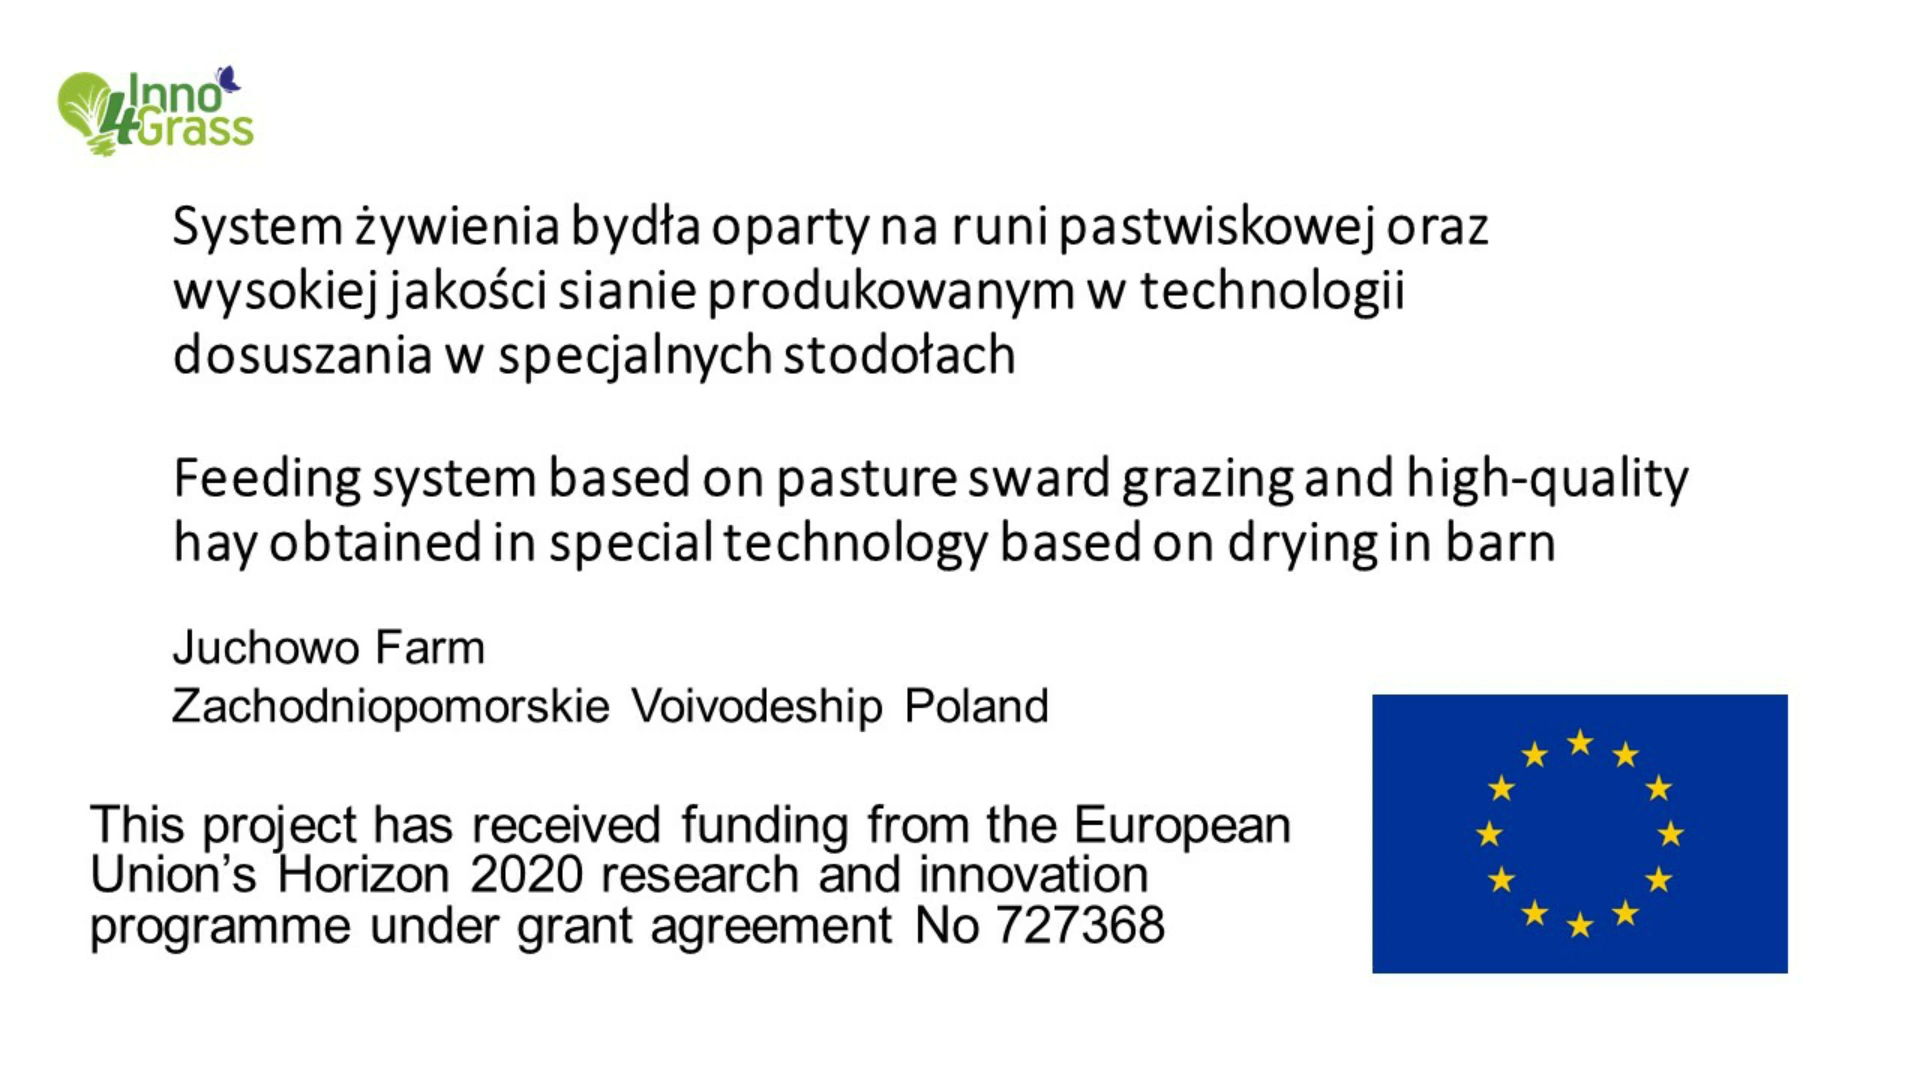 Inno
4Grass
System żywienia bydła oparty na runi pastwiskowej oraz
wysokiej jakości sianie produkowanym w technologii
dosuszania w specjalnych stodołach
Feeding system based on pasture sward grazing and high-quality
hay obtained in special technology based on drying in barn
Juchowo Farm
Zachodniopomorskie Voivodeship Poland
This project has received funding from the European
Union’s Horizon 2020 research and innovation
programme under grant agreement No 727368